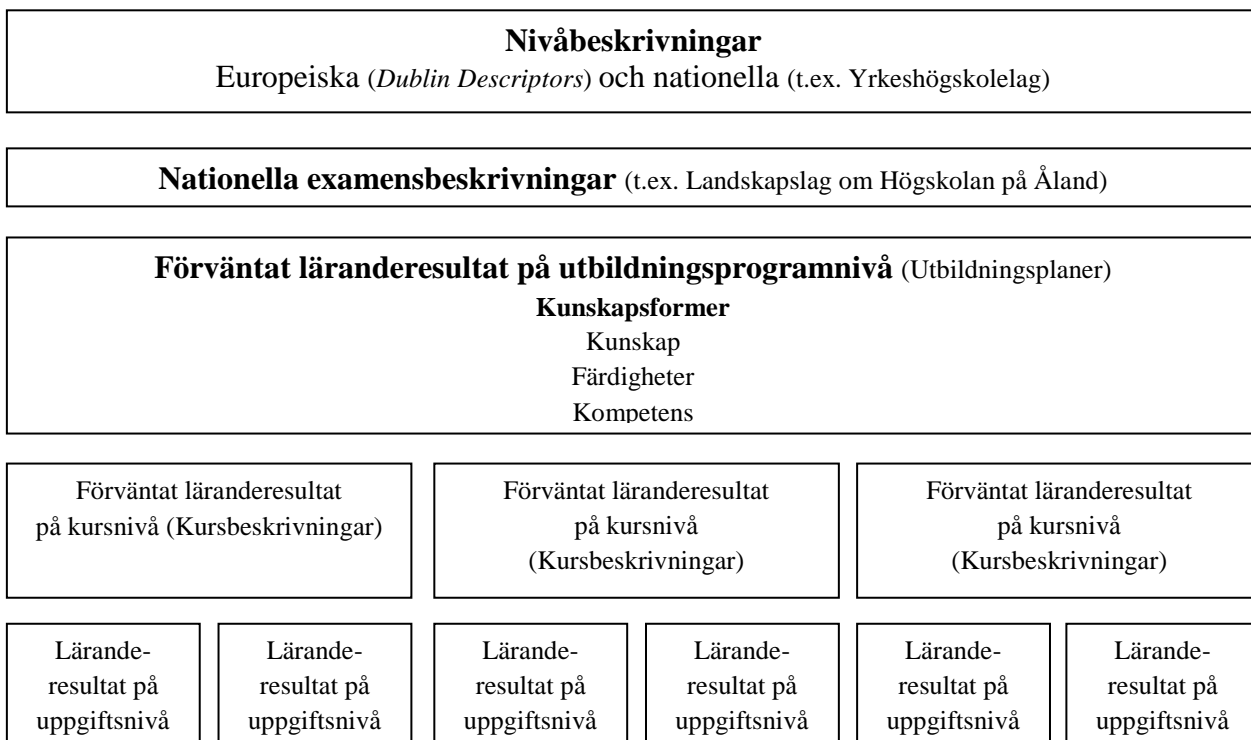 Nivåbeskrivningar
Europeiska (Dublin Descriptors) och nationella (t.ex. Yrkeshögskolelag)
Nationella examensbeskrivningar (t.ex. Landskapslag om Högskolan på Åland)
Förväntat läranderesultat på utbildningsprogramnivå (Utbildningsplaner)
Kunskapsformer
Kunskap
Färdigheter
Kompetens
Förväntat läranderesultat
på kursnivå (Kursbeskrivningar)
Förväntat läranderesultat
på kursnivå
(Kursbeskrivningar)
Förväntat läranderesultat
på kursnivå
(Kursbeskrivningar)
Lärande-
resultat på
uppgiftsnivå
Lärande-
resultat på
uppgiftsnivå
Lärande-
resultat på
uppgiftsnivå
Lärande-
resultat på
uppgiftsnivå
Lärande-
resultat på
uppgiftsnivå
Lärande-
resultat på
uppgiftsnivå